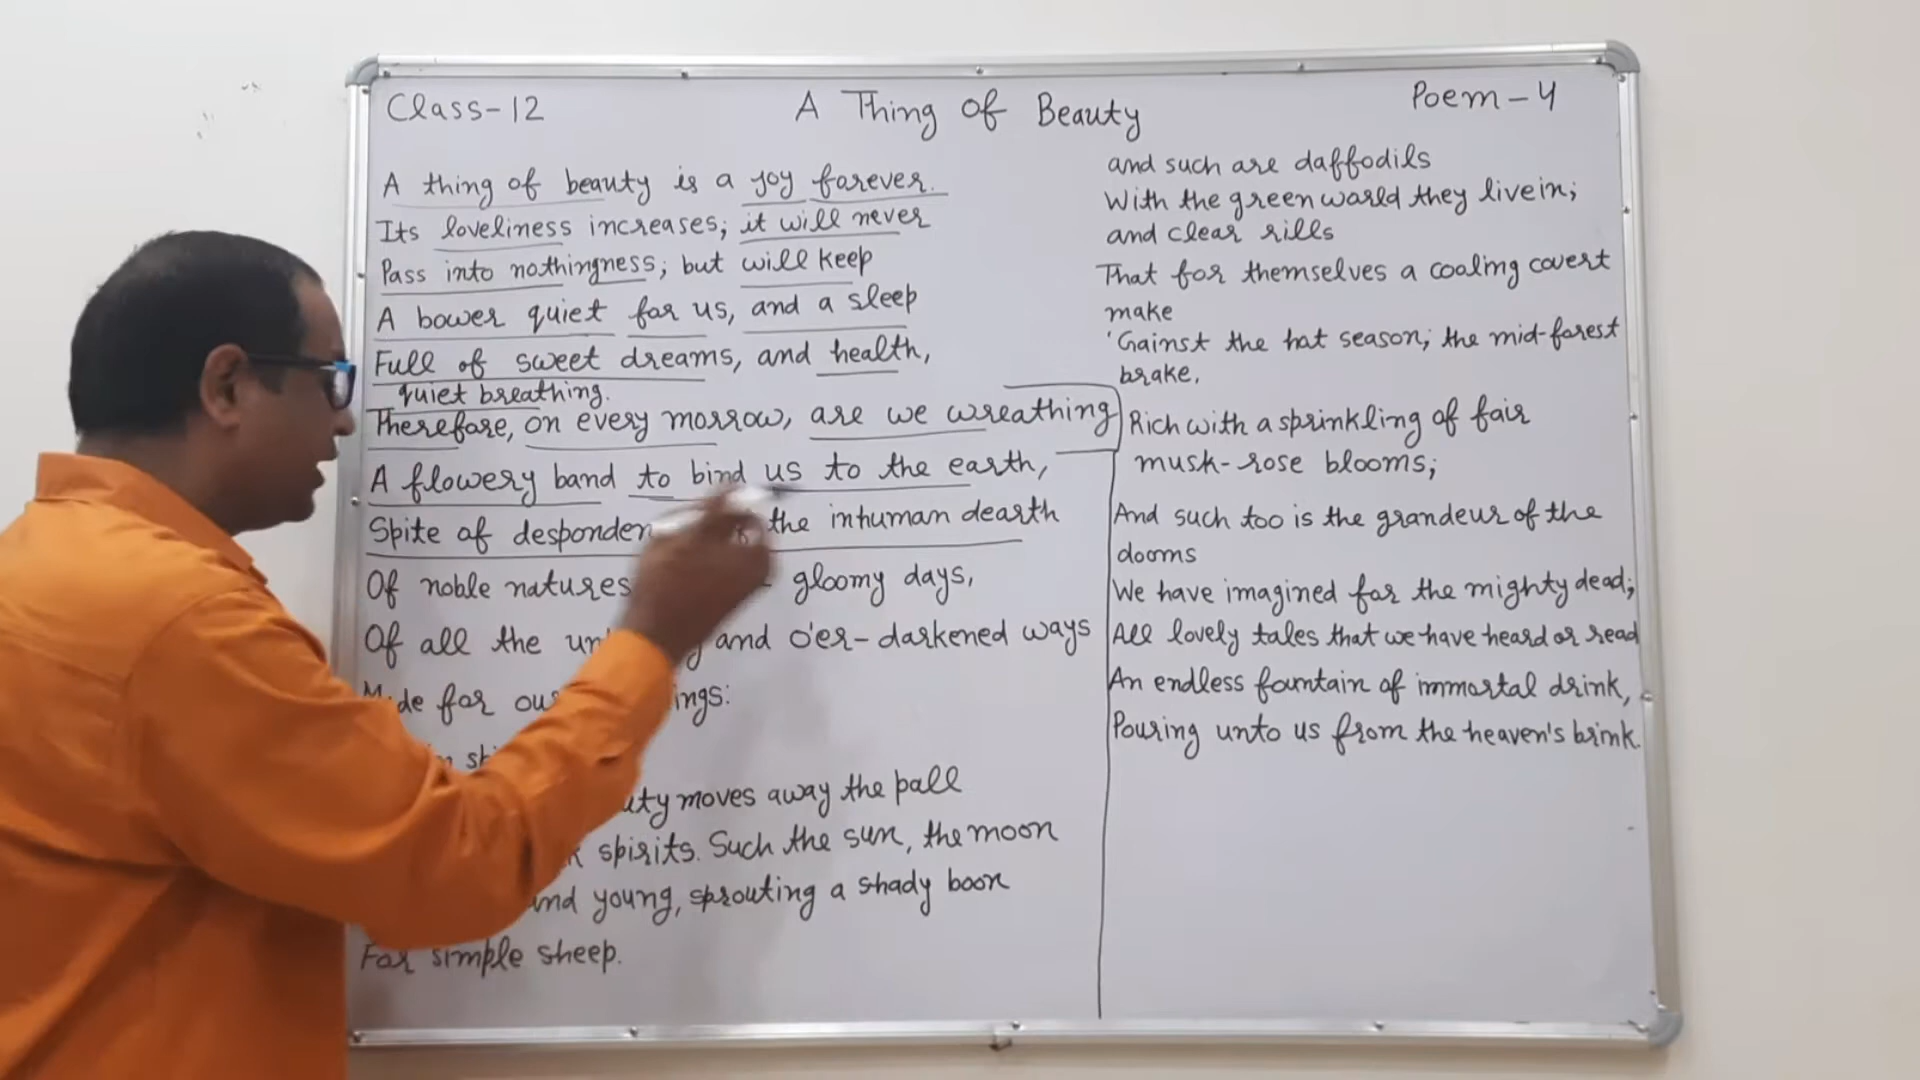 Class-12
A Thing of Beauty
Poem-4
A thing of beauty is a joy forever.
Its loveliness increases; it will never
Pass into nothingness; but will keep
A bower quiet for us, and a sleep
Full of sweet dreams, and health,
quiet breathing.
Therefore, on every morrow, are we wreathing
A flowery band to bind us to the earth,
Spite of the inhuman dearth
Of noble natures gloomy days,
Of all the and o'er-darkened ways
for
moves away the pall
spirits. Such the sun, the moon
and young, sprouting a shady boon
For simple sheep.
and such are daffodils
With the green world they live in;
and clear rills
That for themselves a cooling covert
make
'Gainst the hot season; the mid-forest
brake,
Rich with a sprinkling of fair
musk-rose blooms;
And such too is the grandeur of the
dooms
We have imagined for the mighty dead;
All lovely tales that we have heard or read
An endless fountain of immortal drink,
Pouring unto us from the heaven's brink.